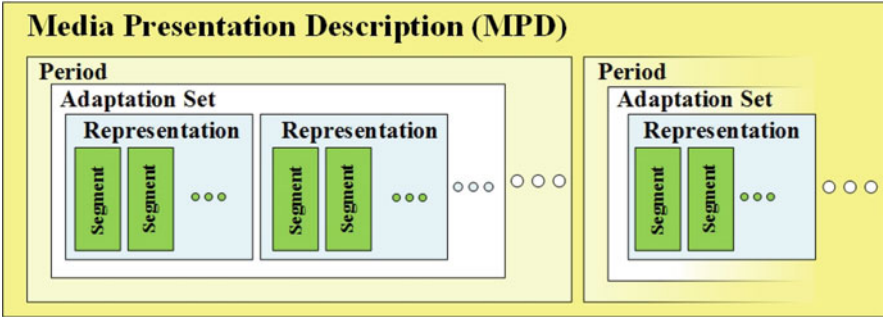 Media Presentation Description (MPD)
Period
Adaptation Set
Representation
Segment
Segment
Representation
Segment
Segment
Period
Adaptation Set
Representation
Segment
Segment